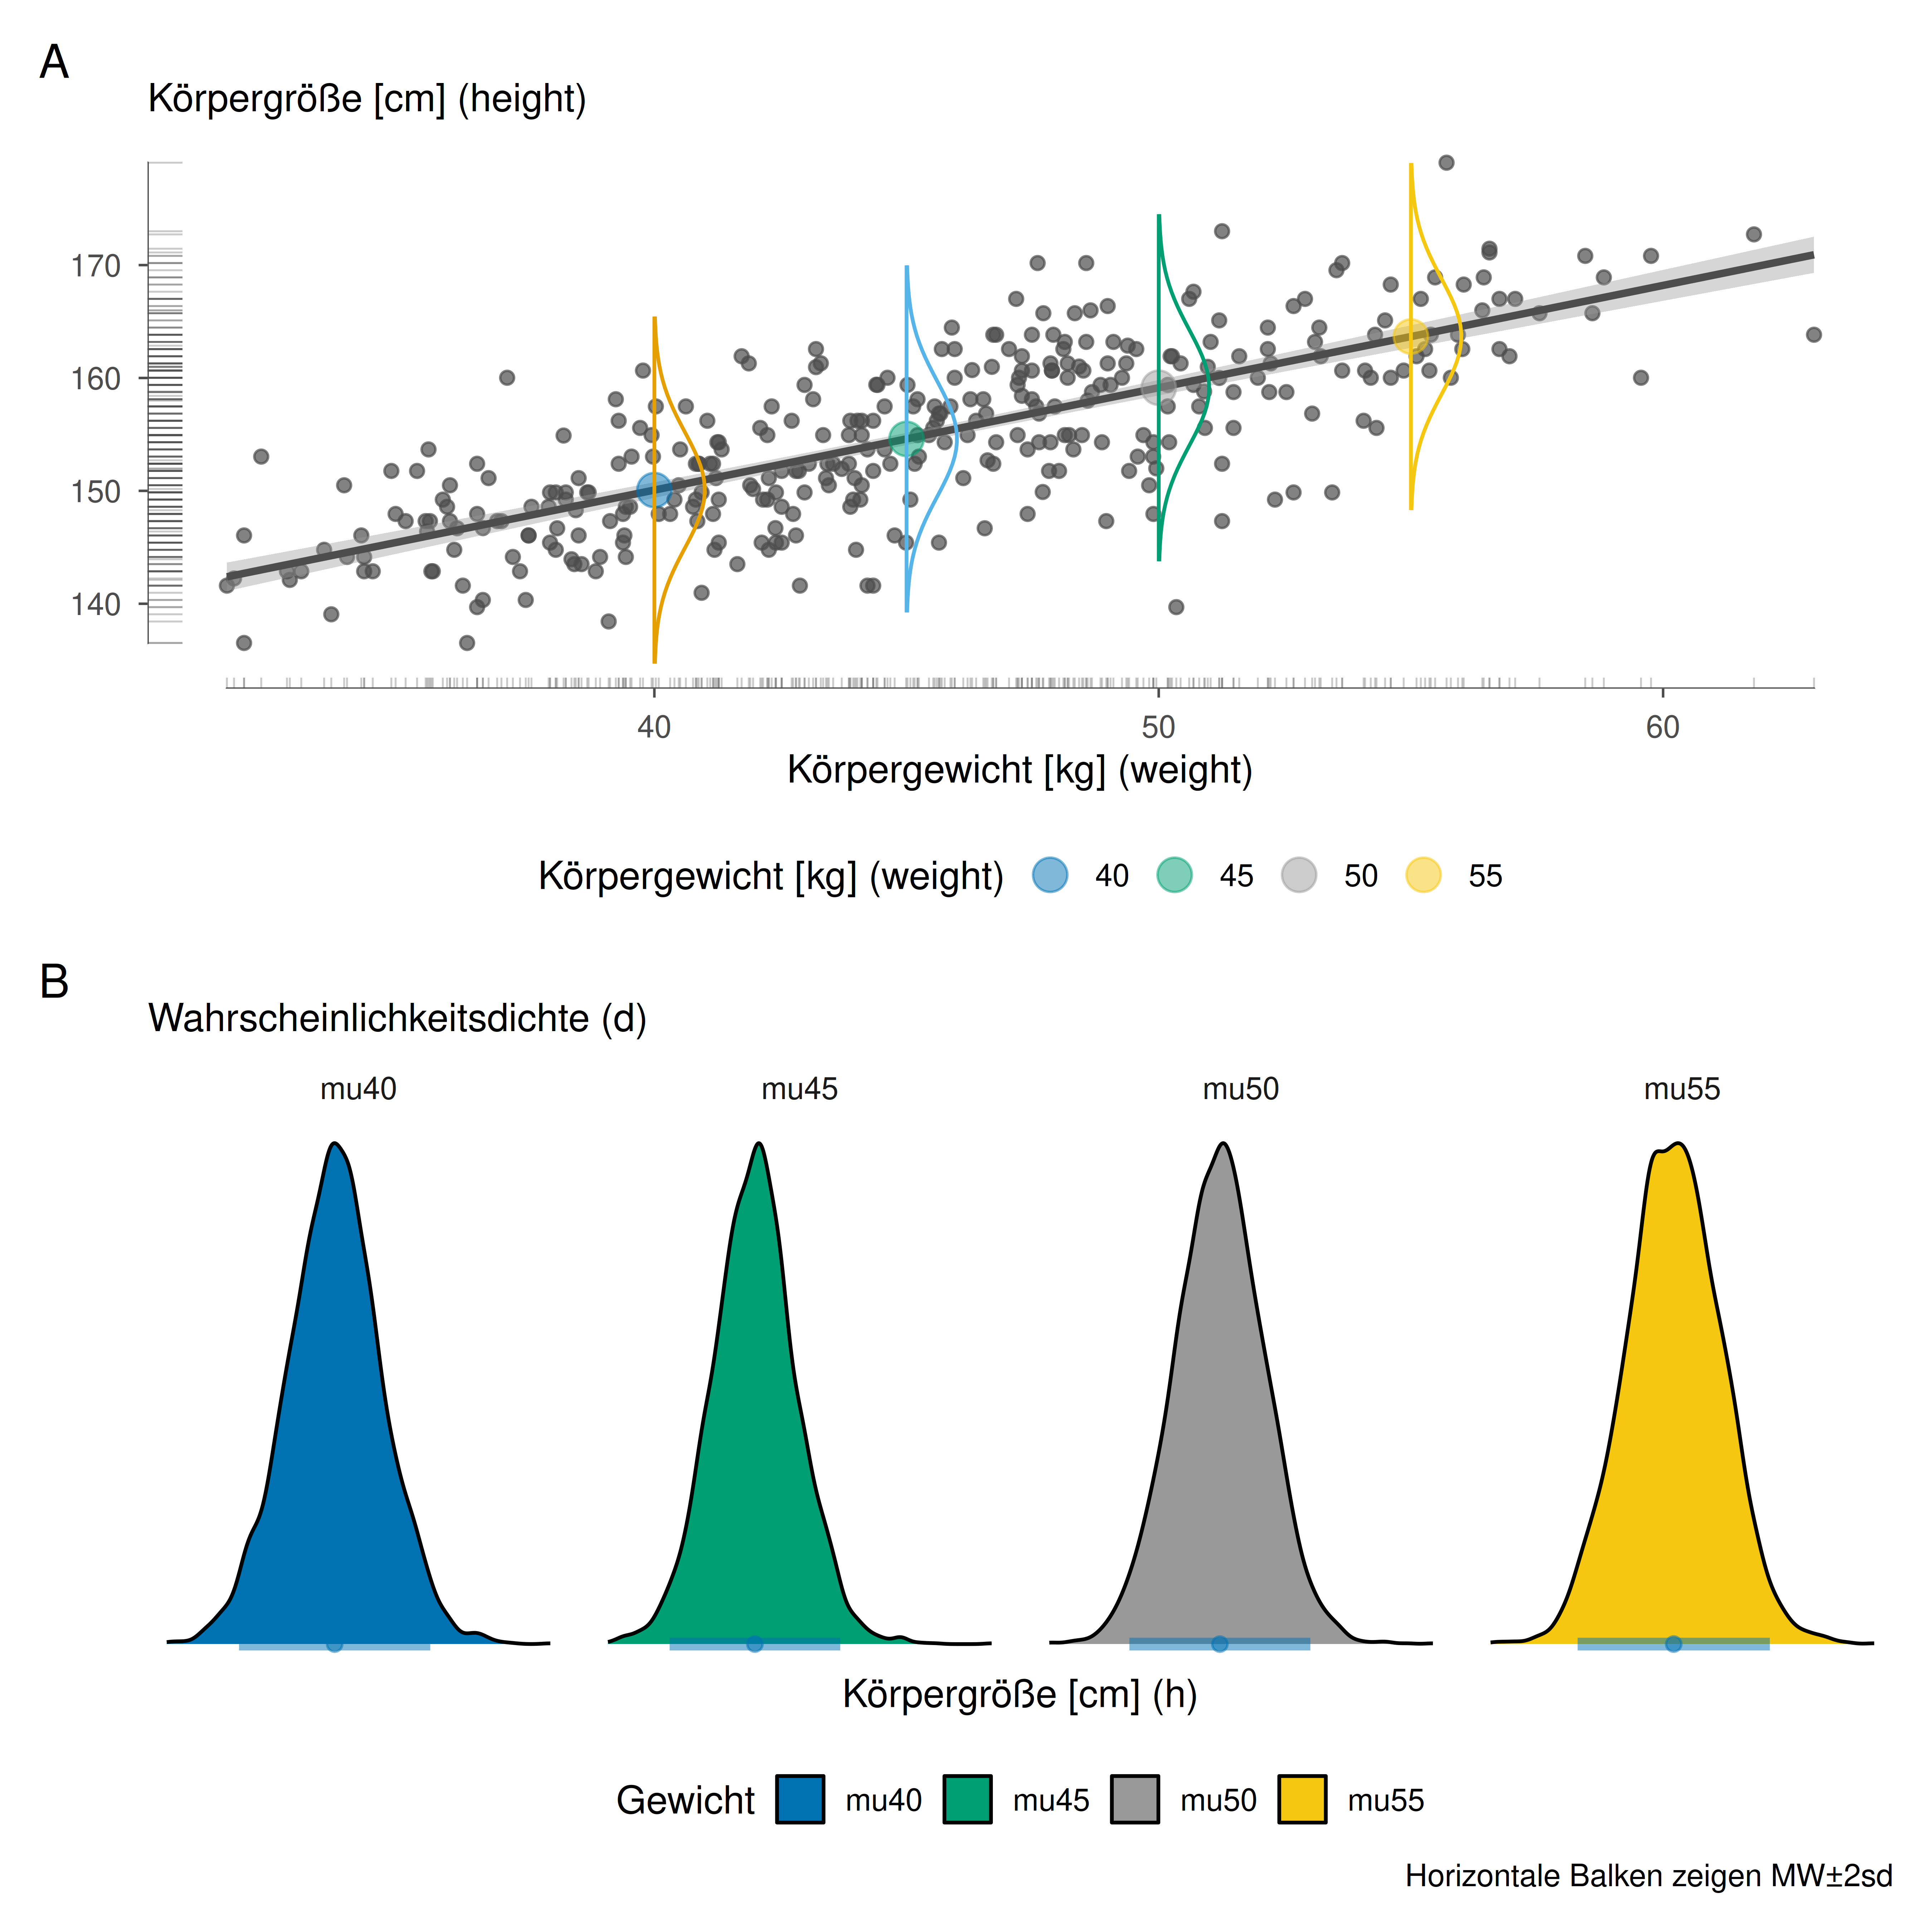 A
Körpergröße [cm] (height)
170
160
150
140
40 50 60
Körpergewicht [kg] (weight)
Körpergewicht [kg] (weight) 40 45 50 55
B
Wahrscheinlichkeitsdichte (d)
mu40 mu45 mu50 mu55
Körpergröße [cm] (h)
Gewicht mu40 mu45 mu50 mu55
Horizontale Balken zeigen MW±2sd